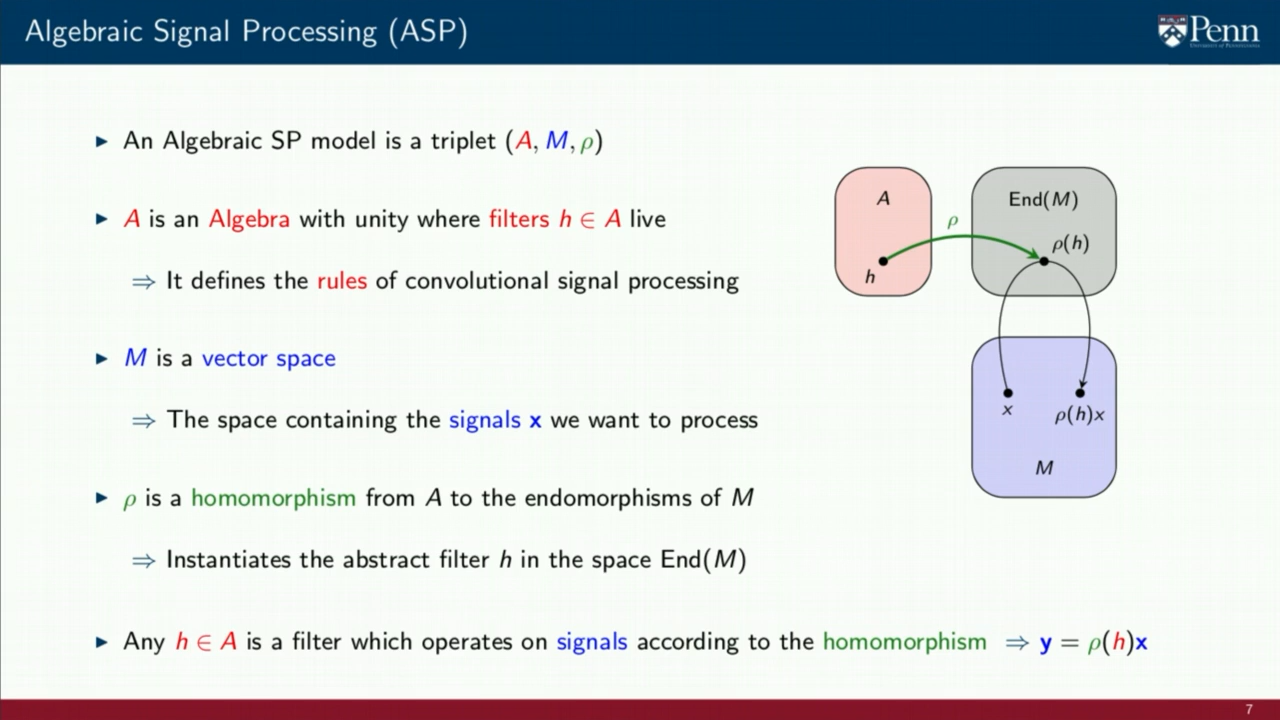 Algebraic Signal Processing (ASP)
Penn
University of Pennsylvania
▶ An Algebraic SP model is a triplet (A, M, ρ)
▶ A is an Algebra with unity where filters h ∈ A live
⇒ It defines the rules of convolutional signal processing
▶ M is a vector space
⇒ The space containing the signals x we want to process
▶ ρ is a homomorphism from A to the endomorphisms of M
⇒ Instantiates the abstract filter h in the space End(M)
▶ Any h ∈ A is a filter which operates on signals according to the homomorphism ⇒ y = ρ(h)x
A
End(M)
ρ
ρ(h)
h
x
ρ(h)x
M
7